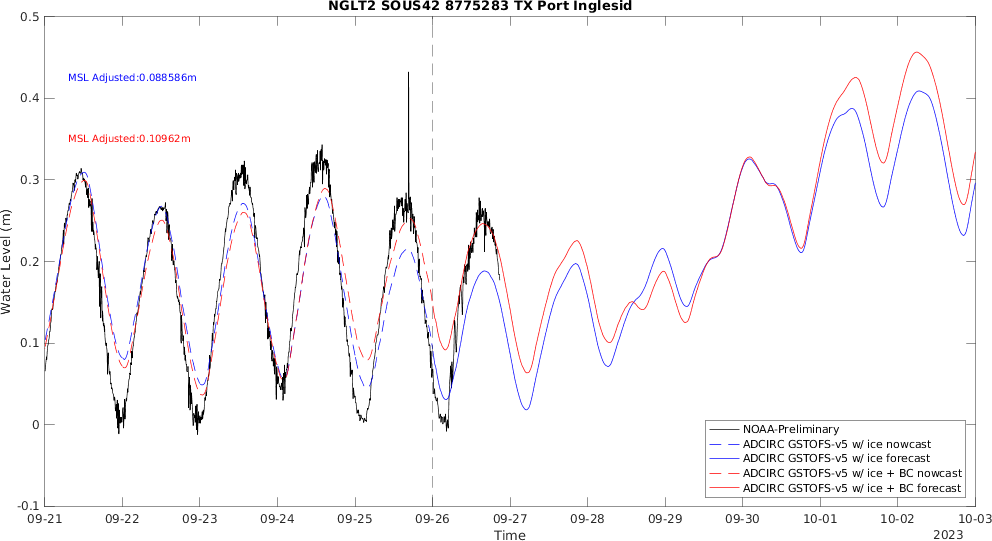 NGLT2 SOUS42 8775283 TX Port Inglesid
0.5
MSL Adjusted:0.088586m
0.4
MSL Adjusted:0.10962m
0.3
0.2
0.1
0
-0.1
Water Level (m)
NOAA-Preliminary
ADCIRC GSTOFS-v5 w/ ice nowcast
ADCIRC GSTOFS-v5 w/ ice forecast
ADCIRC GSTOFS-v5 w/ ice + BC nowcast
ADCIRC GSTOFS-v5 w/ ice + BC forecast
09-21 09-22 09-23 09-24 09-25 09-26 09-27 09-28 09-29 09-30 10-01 10-02 10-03
Time
2023